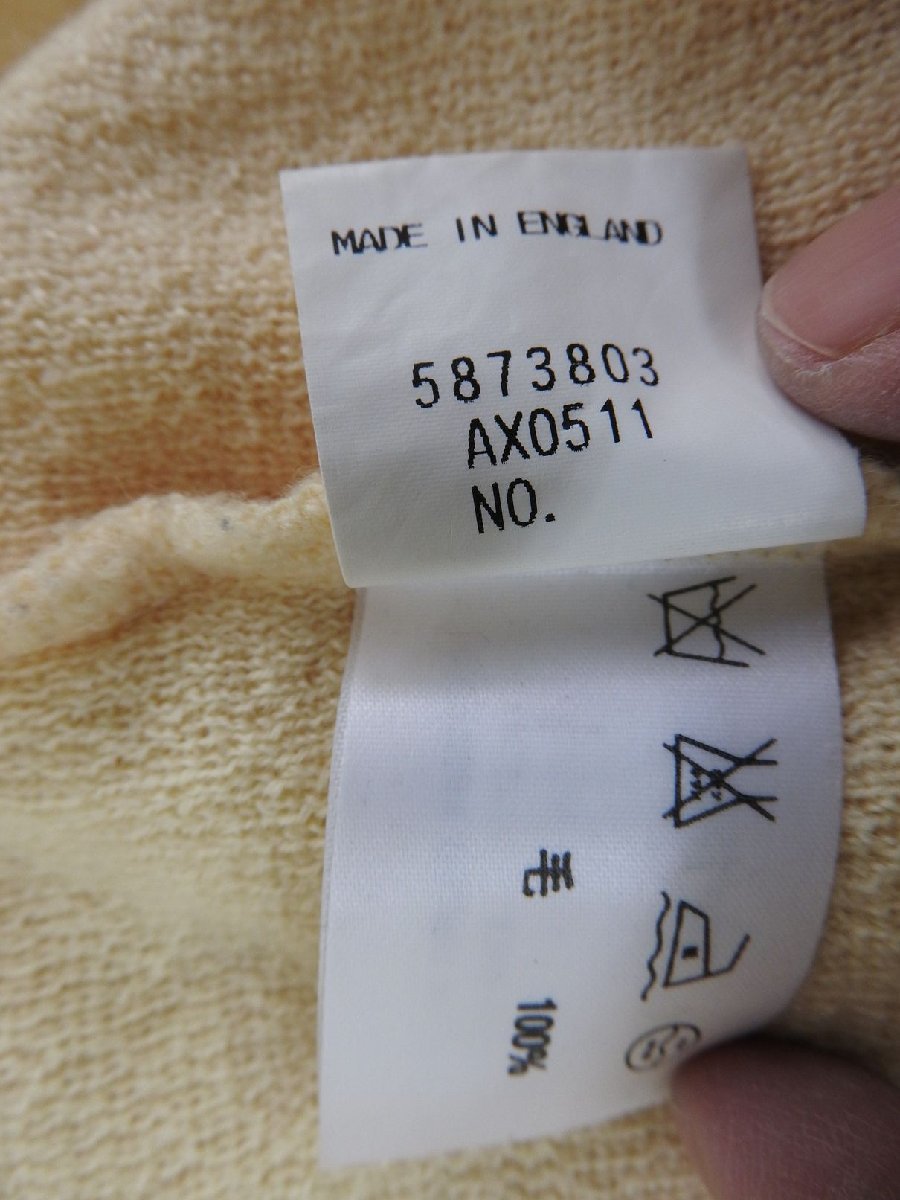 MADE IN ENGLAND
5873803
AX0511
NO.
毛 100%